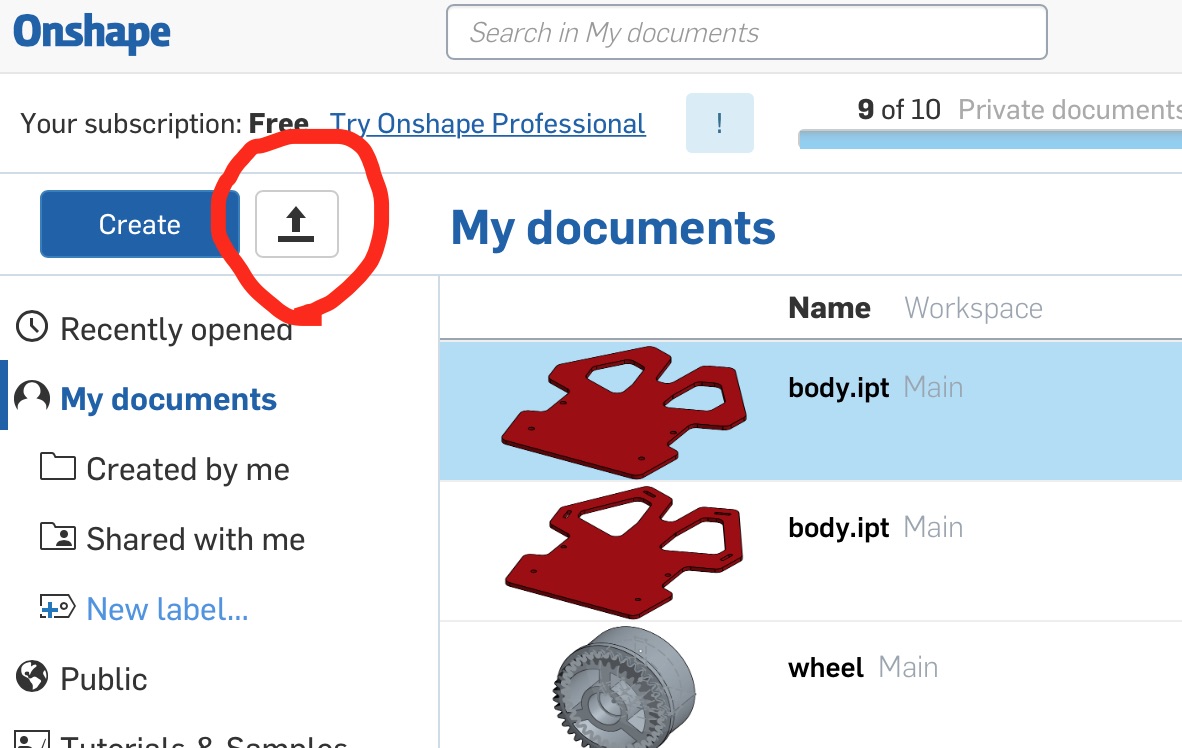 Onshape
Search in My documents
Your subscription: Free Try Onshape Professional ! 9 of 10 Private documents
Create
My documents
Name Workspace
Recently opened
My documents
Created by me
Shared with me
New label...
Public
Tutorials & Samples
body.ipt Main
body.ipt Main
wheel Main